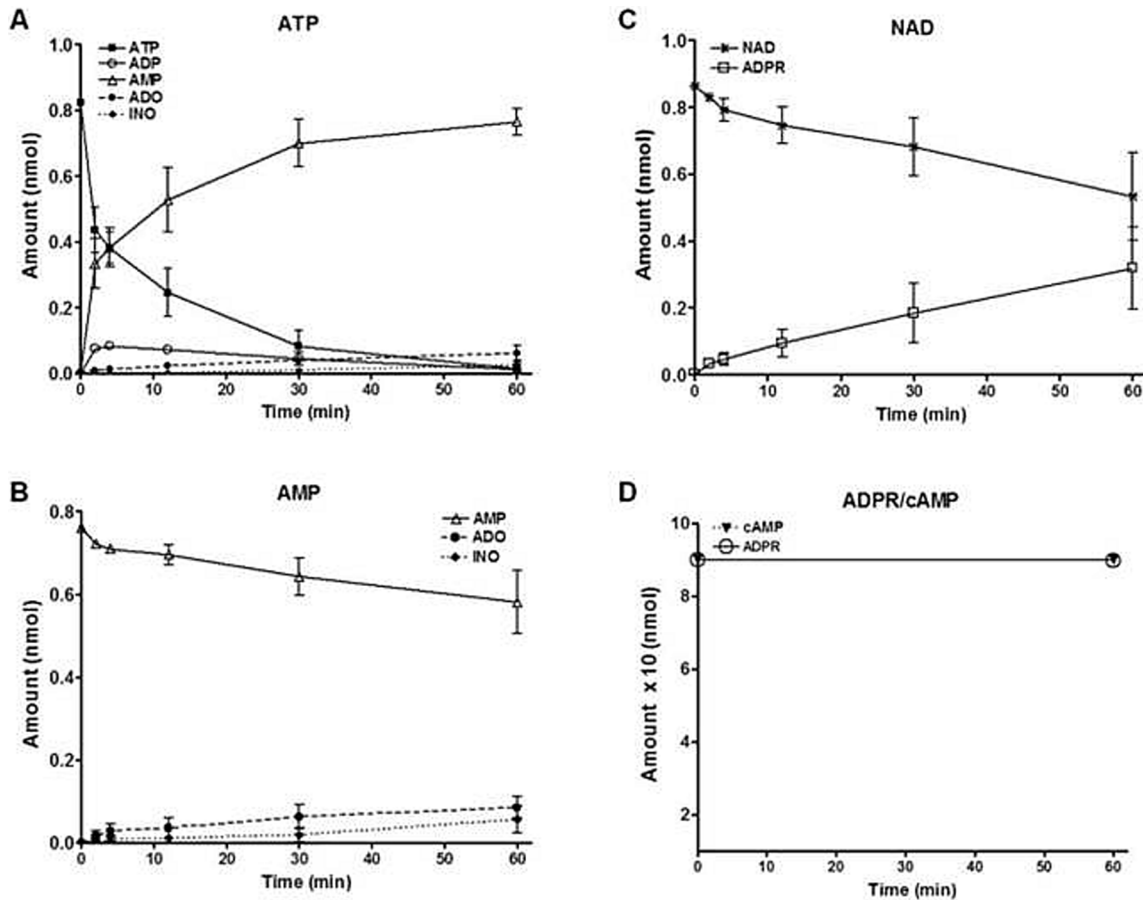 A
ATP
ATP
ADP
AMP
ADO
INO
1.0
0.8
0.6
0.4
0.2
0.0
Amount (nmol)
0 10 20 30 40 50 60
Time (min)
C
NAD
NAD
ADPR
1.0
0.8
0.6
0.4
0.2
0.0
Amount (nmol)
0 10 20 30 40 50 60
Time (min)
B
AMP
AMP
ADO
INO
0.8
0.6
0.4
0.2
0.0
Amount (nmol)
0 10 20 30 40 50 60
Time (min)
D
ADPR/cAMP
cAMP
ADPR
10
8
6
4
2
Amount x 10 (nmol)
0 10 20 30 40 50 60
Time (min)